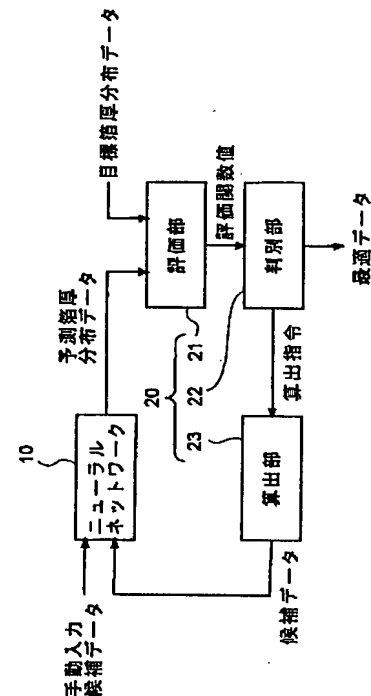 手動入力
候補データ
10
ニューラル
ネットワーク
予測箔厚
分布データ
目標箔厚分布データ
評価部
評価関数値
20
21
22
23
判別部
算出指令
算出部
候補データ
最適データ